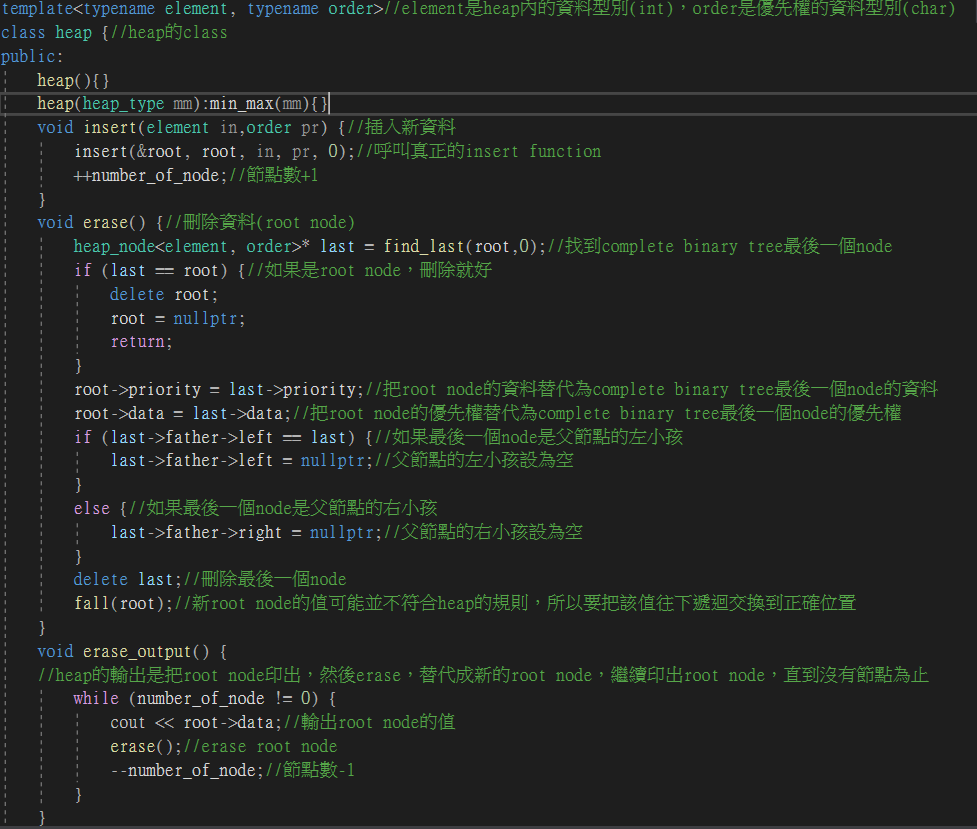 template<typename element, typename order>//element是heap內的資料型別(int)，order是優先權的資料型別(char)
class heap {//heap的class
public:
heap(){}
heap(heap_type mm):min_max(mm){}
void insert(element in,order pr) {//插入新資料
insert(&root, root, in, pr, 0);//呼叫真正的insert function
++number_of_node;//節點數+1
}
void erase() {//刪除資料(root node)
heap_node<element, order>* last = find_last(root,0);//找到complete binary tree最後一個node
if (last == root) {//如果是root node，刪除就好
delete root;
root = nullptr;
return;
}
root->priority = last->priority;//把root node的資料替代為complete binary tree最後一個node的資料
root->data = last->data;//把root node的優先權替代為complete binary tree最後一個node的優先權
if (last->father->left == last) {//如果最後一個node是父節點的左小孩
last->father->left = nullptr;//父節點的左小孩設為空
}
else {//如果最後一個node是父節點的右小孩
last->father->right = nullptr;//父節點的右小孩設為空
}
delete last;//刪除最後一個node
fall(root);//新root node的值可能並不符合heap的規則，所以要把該值往下遞迴交換到正確位置
}
void erase_output() {
//heap的輸出是把root node印出，然後erase，替代成新的root node，繼續印出root node，直到沒有節點為止
while (number_of_node != 0) {
cout << root->data;//輸出root node的值
erase();//erase root node
--number_of_node;//節點數-1
}
}